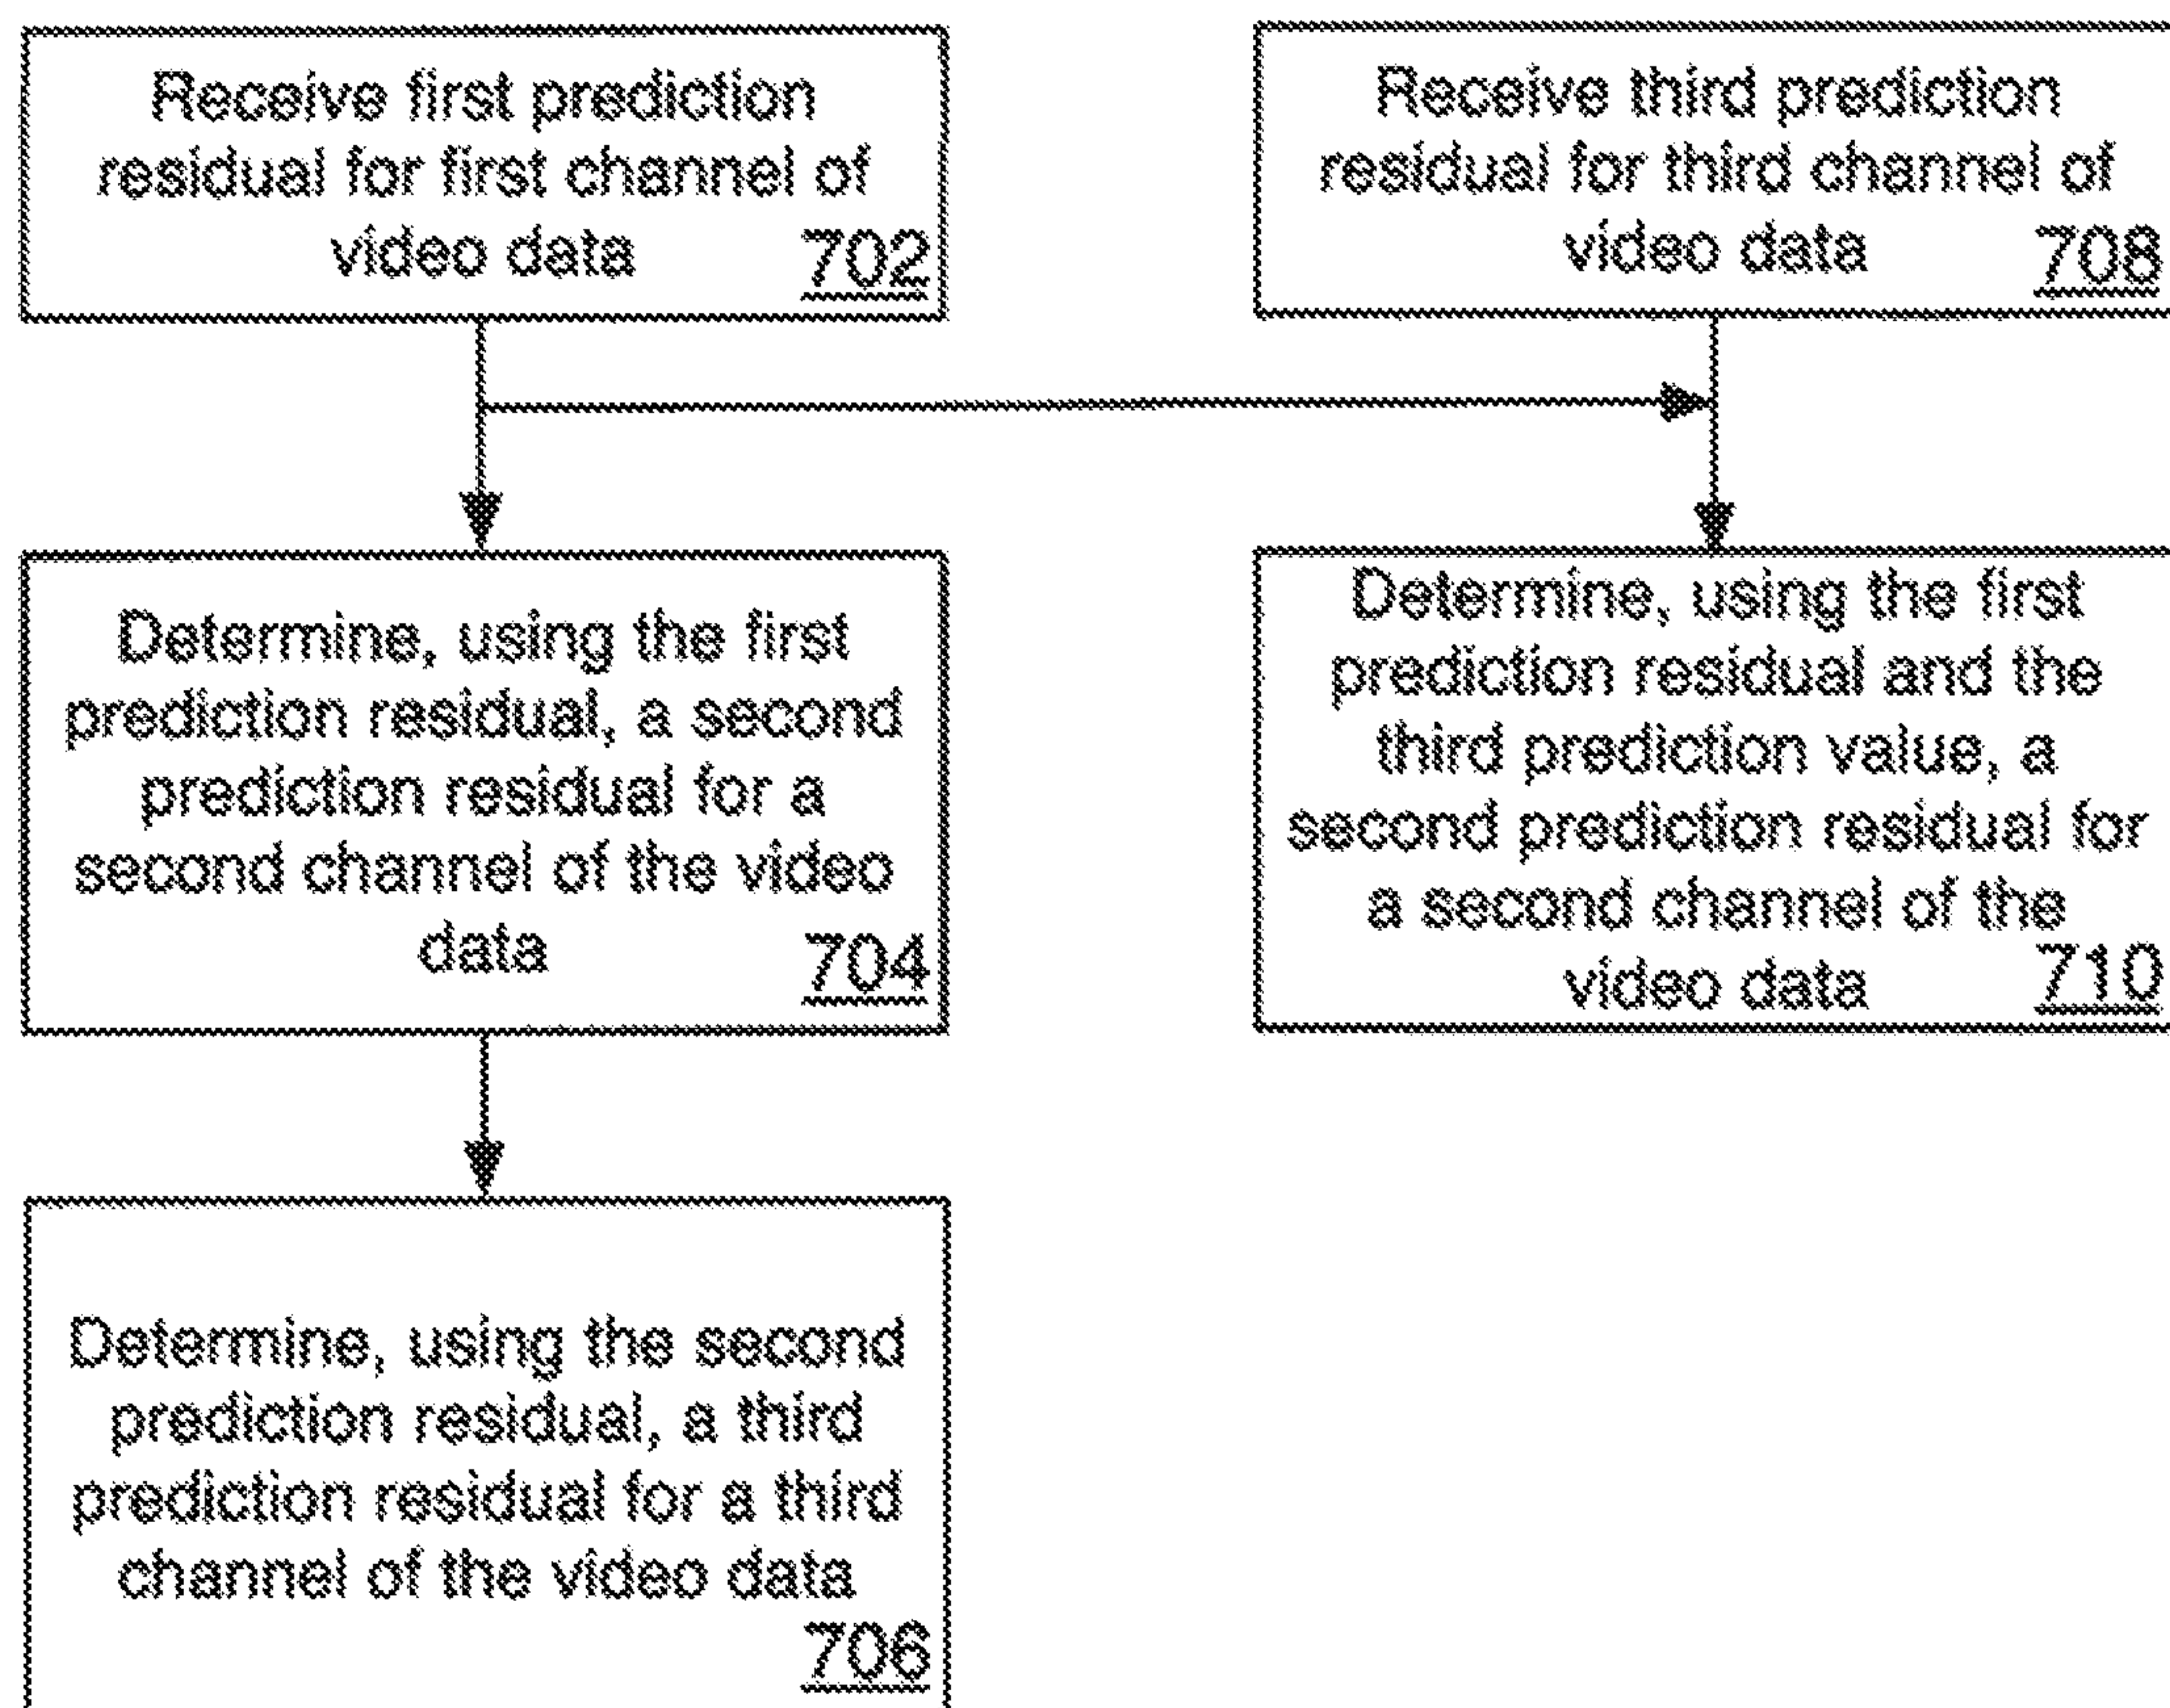 Receive first prediction
residual for first channel of
video data 702
Receive third prediction
residual for third channel of
video data 708
Determine, using the first
prediction residual, a second
prediction residual for a
second channel of the video
data 704
Determine, using the first
prediction residual and the
third prediction value, a
second prediction residual for
a second channel of the
video data 710
Determine, using the second
prediction residual, a third
prediction residual for a third
channel of the video data
706